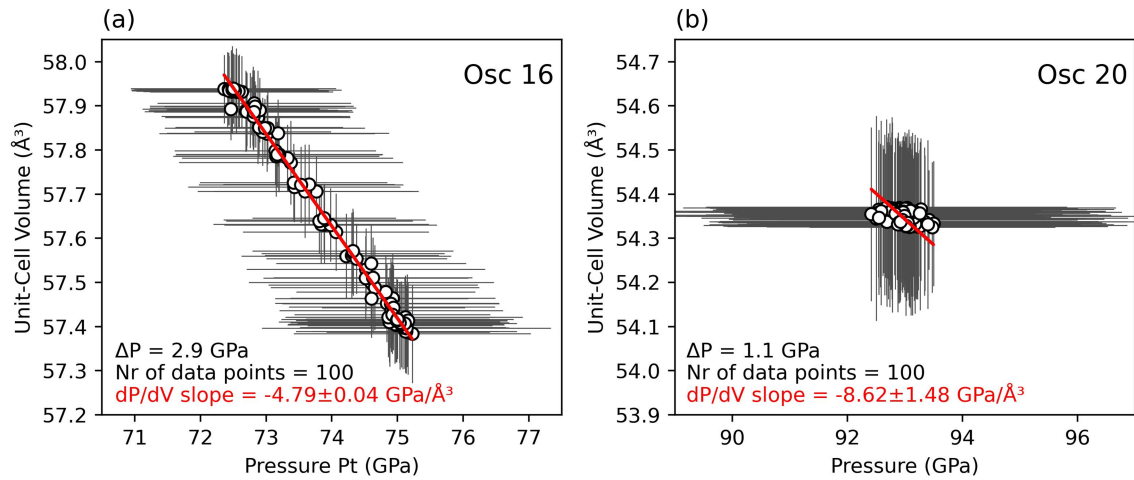 (a)
Osc 16
58.0
57.9
57.8
57.7
57.6
57.5
57.4
57.3
57.2
Unit-Cell Volume (Å³)
ΔP = 2.9 GPa
Nr of data points = 100
dP/dV slope = -4.79±0.04 GPa/Å³
71 72 73 74 75 76 77
Pressure Pt (GPa)
(b)
Osc 20
54.7
54.6
54.5
54.4
54.3
54.2
54.1
54.0
53.9
Unit-Cell Volume (Å³)
ΔP = 1.1 GPa
Nr of data points = 100
dP/dV slope = -8.62±1.48 GPa/Å³
90 92 94 96
Pressure (GPa)